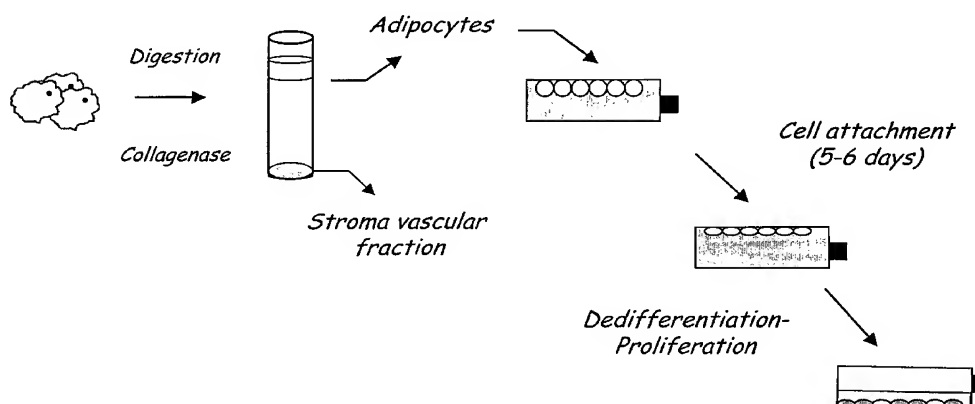 Digestion
Collagenase
Adipocytes
Stroma vascular
fraction
Cell attachment
(5-6 days)
Dedifferentiation-
Proliferation